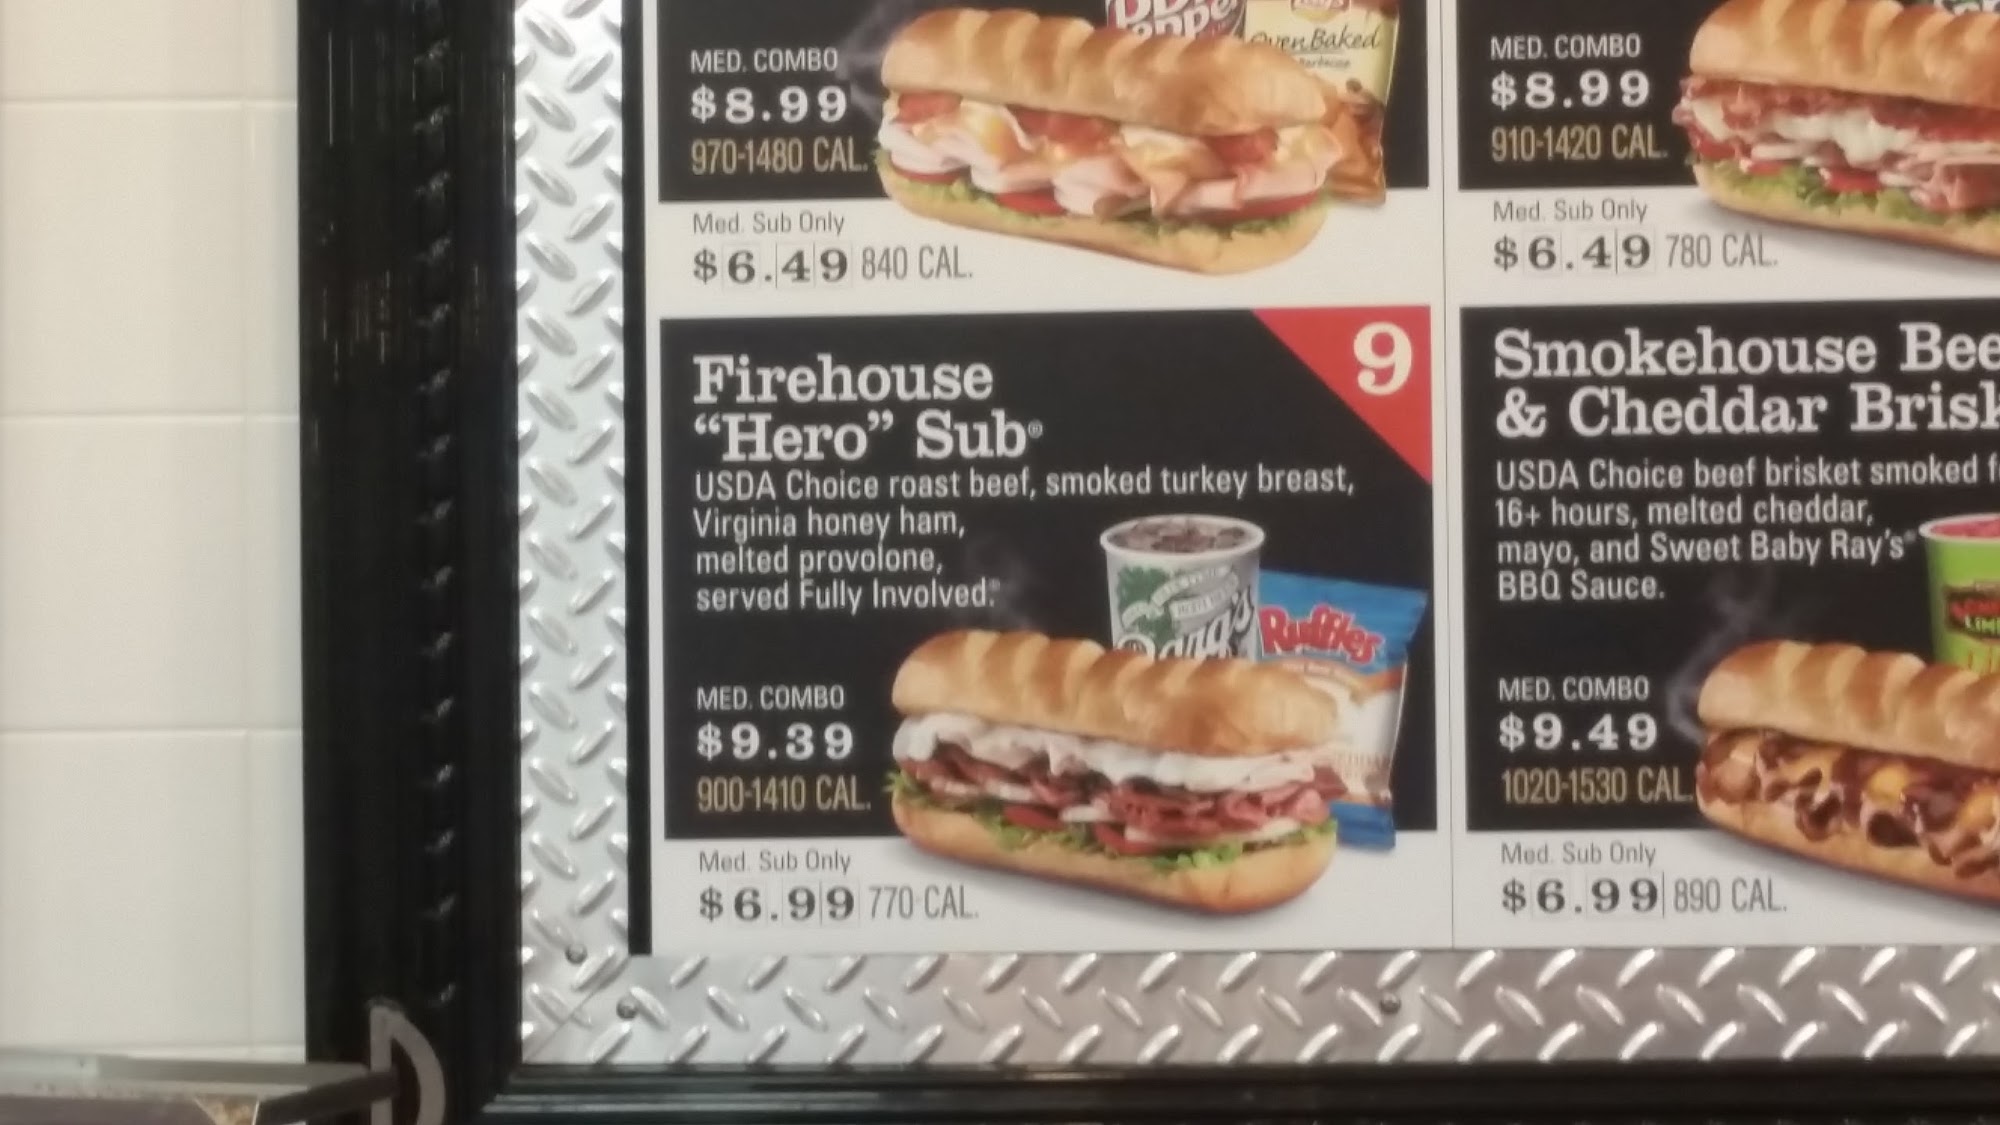 MED. COMBO
$8.99
970-1480 CAL.
Med. Sub Only
$6.49 840 CAL.
Oven Baked
Barbecue
MED. COMBO
$8.99
910-1420 CAL.
Med. Sub Only
$6.49 780 CAL.
9
Firehouse
“Hero” Sub®
USDA Choice roast beef, smoked turkey breast,
Virginia honey ham,
melted provolone,
served Fully Involved.®
Barq's
Ruffles
MED. COMBO
$9.39
900-1410 CAL.
Med. Sub Only
$6.99 770 CAL.
Smokehouse Bee
& Cheddar Brisk
USDA Choice beef brisket smoked f
16+ hours, melted cheddar,
mayo, and Sweet Baby Ray's®
BBQ Sauce.
MED. COMBO
$9.49
1020-1530 CAL.
Med. Sub Only
$6.99 890 CAL.